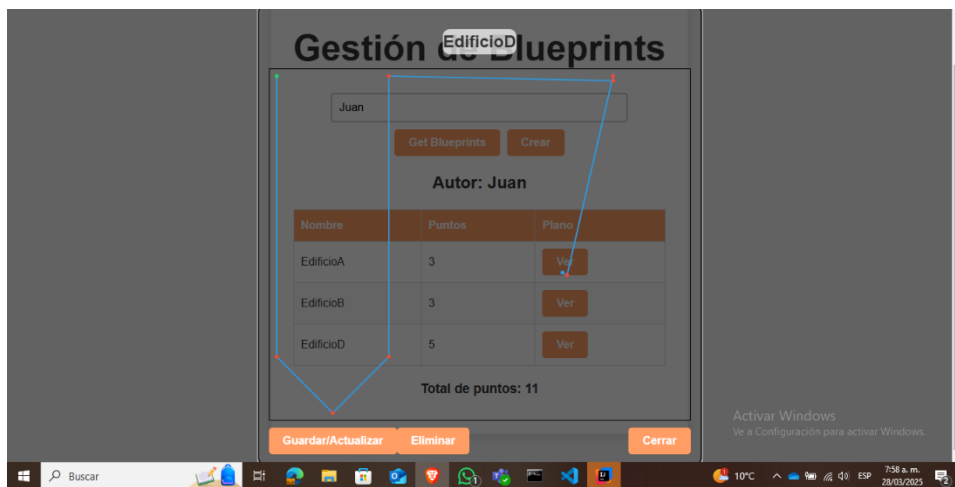 EdificioD
Gestión de Blueprints
Juan
Get Blueprints Crear
Autor: Juan
Nombre Puntos Plano
EdificioA 3 Ver
EdificioB 3 Ver
EdificioD 5 Ver
Total de puntos: 11
Guardar/Actualizar Eliminar Cerrar
Activar Windows
Ve a Configuración para activar Windows.
Buscar 10°C ESP 7:58 a. m.
28/03/2025